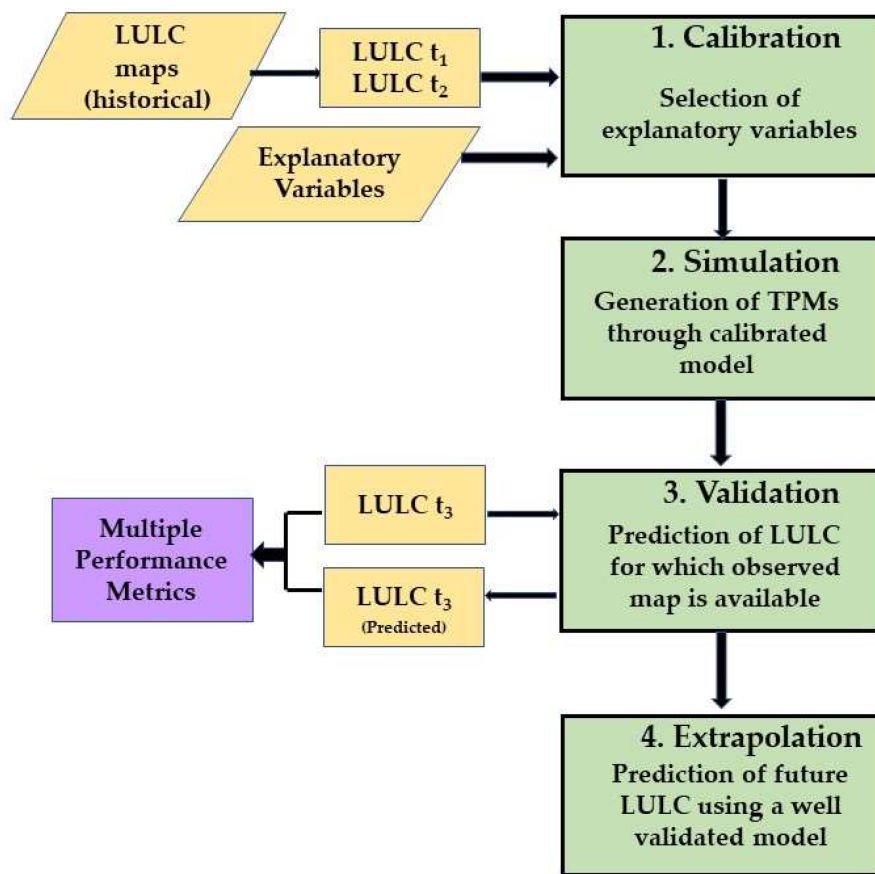 LULC
maps
(historical)
LULC t₁
LULC t₂
Explanatory
Variables
1. Calibration
Selection of
explanatory variables
2. Simulation
Generation of TPMs
through calibrated
model
3. Validation
Prediction of LULC
for which observed
map is available
LULC t₃
LULC t₃
(Predicted)
Multiple
Performance
Metrics
4. Extrapolation
Prediction of future
LULC using a well
validated model